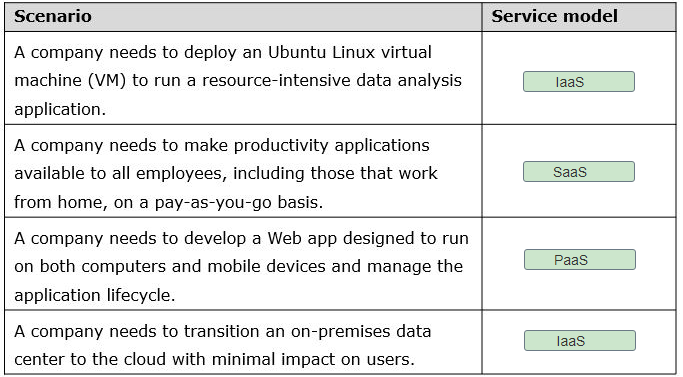 Scenario
Service model
A company needs to deploy an Ubuntu Linux virtual
machine (VM) to run a resource-intensive data analysis
application.
IaaS
A company needs to make productivity applications
available to all employees, including those that work
from home, on a pay-as-you-go basis.
SaaS
A company needs to develop a Web app designed to run
on both computers and mobile devices and manage the
application lifecycle.
PaaS
A company needs to transition an on-premises data
center to the cloud with minimal impact on users.
IaaS